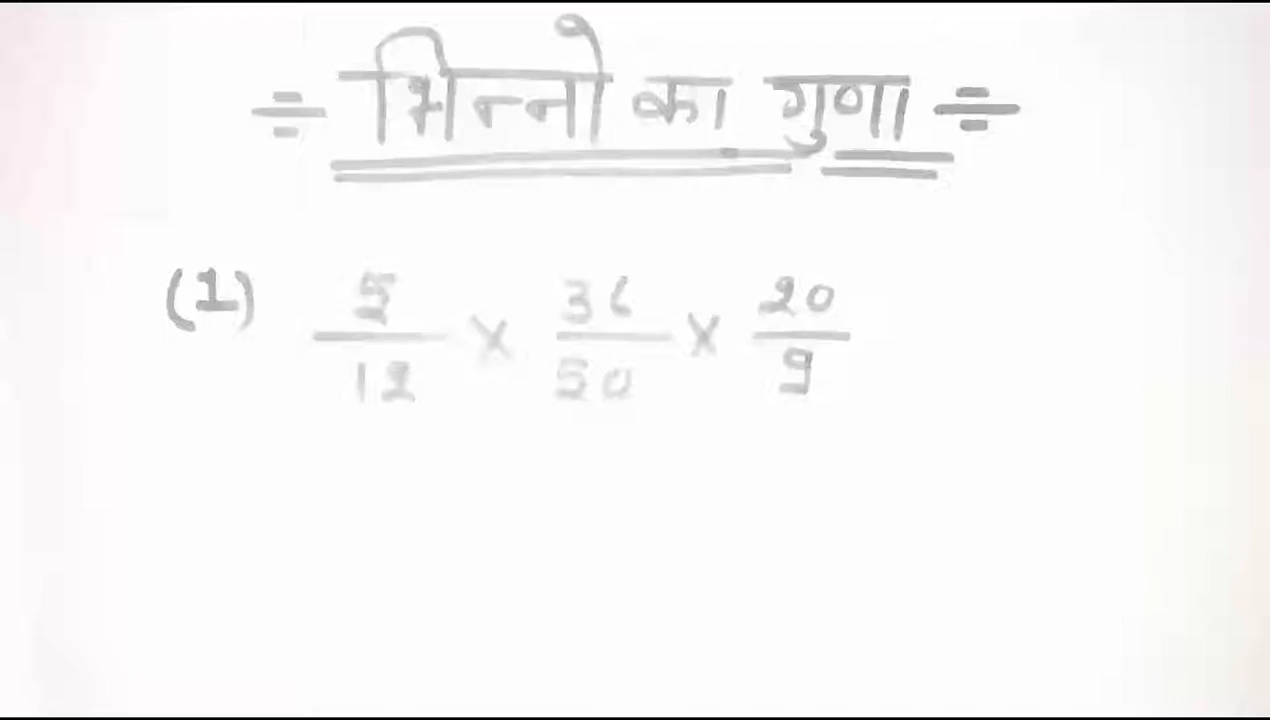 ÷ भिन्नो का गुणा ÷
(1) 5/12 × 36/50 × 20/9